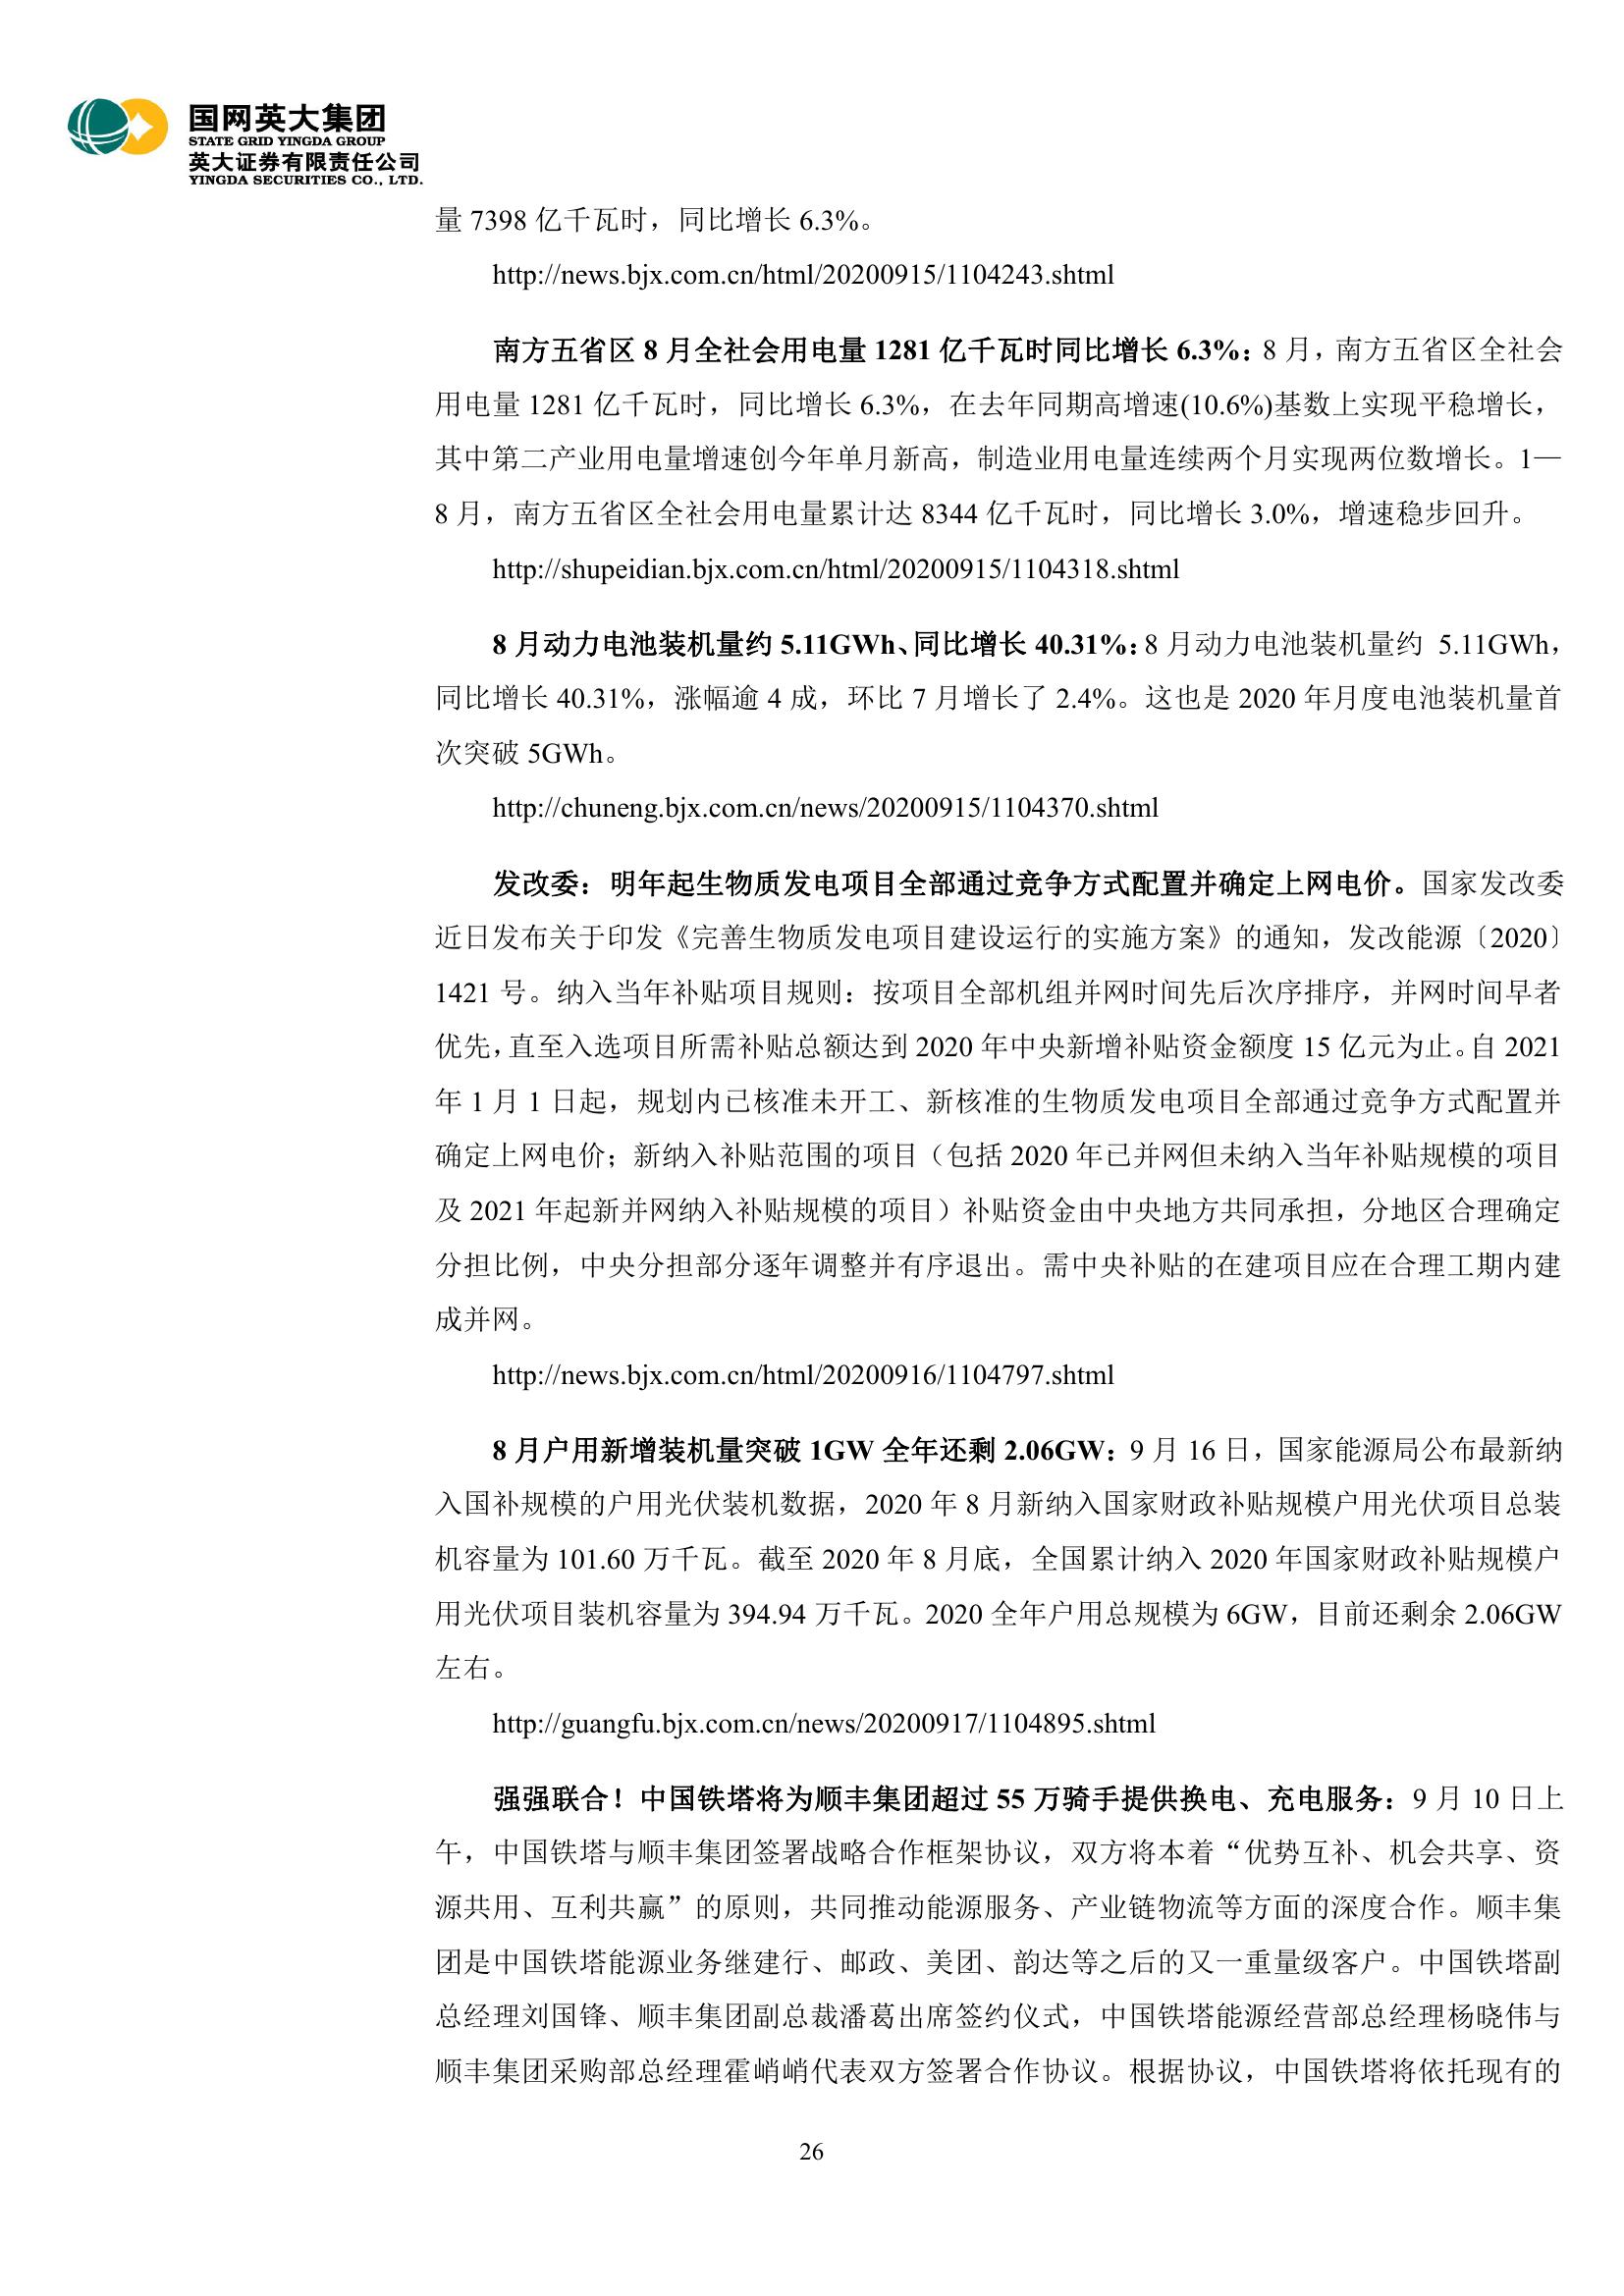 国网英大集团
STATE GRID YINGDA GROUP
英大证券有限责任公司
YINGDA SECURITIES CO., LTD.
量 7398 亿千瓦时，同比增长 6.3%。
http://news.bjx.com.cn/html/20200915/1104243.shtml
南方五省区 8 月全社会用电量 1281 亿千瓦时同比增长 6.3%：8 月，南方五省区全社会
用电量 1281 亿千瓦时，同比增长 6.3%，在去年同期高增速(10.6%)基数上实现平稳增长，
其中第二产业用电量增速创今年单月新高，制造业用电量连续两个月实现两位数增长。1—
8 月，南方五省区全社会用电量累计达 8344 亿千瓦时，同比增长 3.0%，增速稳步回升。
http://shupeidian.bjx.com.cn/html/20200915/1104318.shtml
8 月动力电池装机量约 5.11GWh、同比增长 40.31%：8 月动力电池装机量约 5.11GWh，
同比增长 40.31%，涨幅逾 4 成，环比 7 月增长了 2.4%。这也是 2020 年月度电池装机量首
次突破 5GWh。
http://chuneng.bjx.com.cn/news/20200915/1104370.shtml
发改委：明年起生物质发电项目全部通过竞争方式配置并确定上网电价。国家发改委
近日发布关于印发《完善生物质发电项目建设运行的实施方案》的通知，发改能源〔2020〕
1421 号。纳入当年补贴项目规则：按项目全部机组并网时间先后次序排序，并网时间早者
优先，直至入选项目所需补贴总额达到 2020 年中央新增补贴资金额度 15 亿元为止。自 2021
年 1 月 1 日起，规划内已核准未开工、新核准的生物质发电项目全部通过竞争方式配置并
确定上网电价；新纳入补贴范围的项目（包括 2020 年已并网但未纳入当年补贴规模的项目
及 2021 年起新并网纳入补贴规模的项目）补贴资金由中央地方共同承担，分地区合理确定
分担比例，中央分担部分逐年调整并有序退出。需中央补贴的在建项目应在合理工期内建
成并网。
http://news.bjx.com.cn/html/20200916/1104797.shtml
8 月户用新增装机量突破 1GW 全年还剩 2.06GW：9 月 16 日，国家能源局公布最新纳
入国补规模的户用光伏装机数据，2020 年 8 月新纳入国家财政补贴规模户用光伏项目总装
机容量为 101.60 万千瓦。截至 2020 年 8 月底，全国累计纳入 2020 年国家财政补贴规模户
用光伏项目装机容量为 394.94 万千瓦。2020 全年户用总规模为 6GW，目前还剩余 2.06GW
左右。
http://guangfu.bjx.com.cn/news/20200917/1104895.shtml
强强联合！中国铁塔将为顺丰集团超过 55 万骑手提供换电、充电服务：9 月 10 日上
午，中国铁塔与顺丰集团签署战略合作框架协议，双方将本着“优势互补、机会共享、资
源共用、互利共赢”的原则，共同推动能源服务、产业链物流等方面的深度合作。顺丰集
团是中国铁塔能源业务继建行、邮政、美团、韵达等之后的又一重量级客户。中国铁塔副
总经理刘国锋、顺丰集团副总裁潘葛出席签约仪式，中国铁塔能源经营部总经理杨晓伟与
顺丰集团采购部总经理霍峭峭代表双方签署合作协议。根据协议，中国铁塔将依托现有的
26